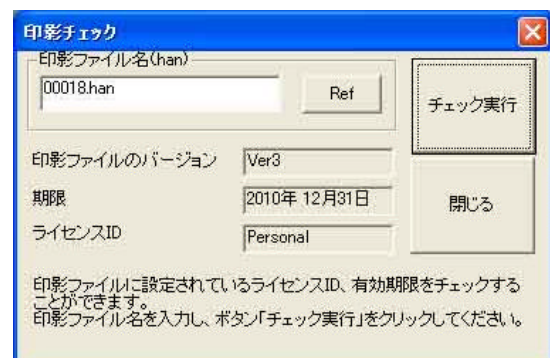 印影チェック
印影ファイル名(han)
00018.han
Ref
チェック実行
印影ファイルのバージョン
Ver3
期限
2010年 12月31日
閉じる
ライセンスID
Personal
印影ファイルに設定されているライセンスID、有効期限をチェックする
ことができます。
印影ファイル名を入力し、ボタン「チェック実行」をクリックしてください。